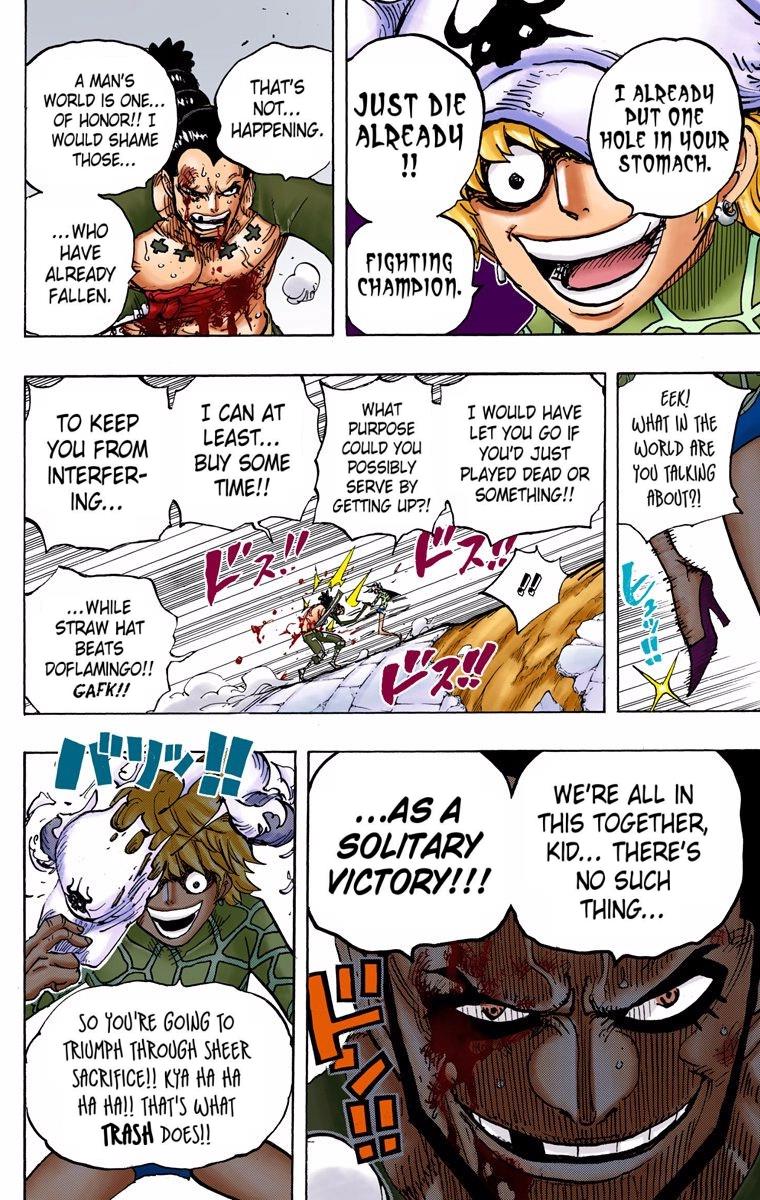 I ALREADY
PUT ONE
HOLE IN YOUR
STOMACH.
JUST DIE
ALREADY
!!
FIGHTING
CHAMPION.
THAT'S
NOT...
HAPPENING.
A MAN'S
WORLD IS ONE...
OF HONOR!! I
WOULD SHAME
THOSE...
...WHO
HAVE
ALREADY
FALLEN.
EEK!
WHAT IN THE
WORLD ARE
YOU TALKING
ABOUT?!
ヒュッ!!
I WOULD HAVE
LET YOU GO IF
YOU'D JUST
PLAYED DEAD OR
SOMETHING!!
WHAT
PURPOSE
COULD YOU
POSSIBLY
SERVE BY
GETTING UP?!
!!
ドス!!
ドス!!
ドス!!
I CAN AT
LEAST...
BUY SOME
TIME!!
TO KEEP
YOU FROM
INTERFER-
ING...
...WHILE
STRAW HAT
BEATS
DOFLAMINGO!!
GAFK!!
WE'RE ALL IN
THIS TOGETHER,
KID... THERE'S
NO SUCH
THING...
...AS A
SOLITARY
VICTORY!!!
ドン!!
バリッ!!
SO YOU'RE GOING TO
TRIUMPH THROUGH SHEER
SACRIFICE!! KYA HA HA
HA HA!! THAT'S WHAT
TRASH DOES!!